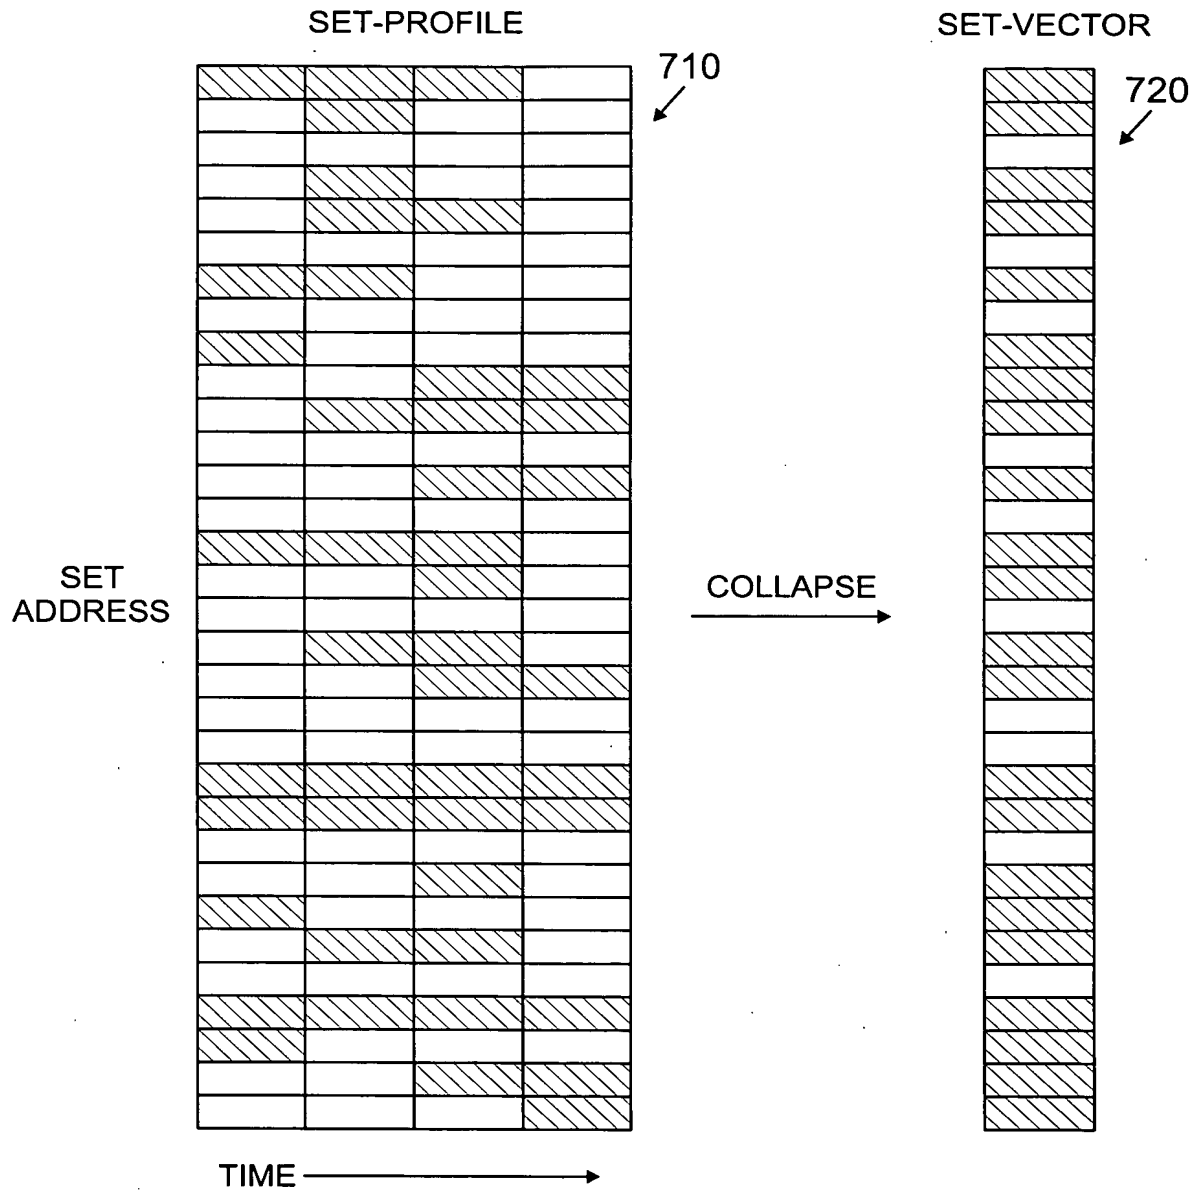 SET-PROFILE
SET-VECTOR
710
720
SET
ADDRESS
COLLAPSE
TIME